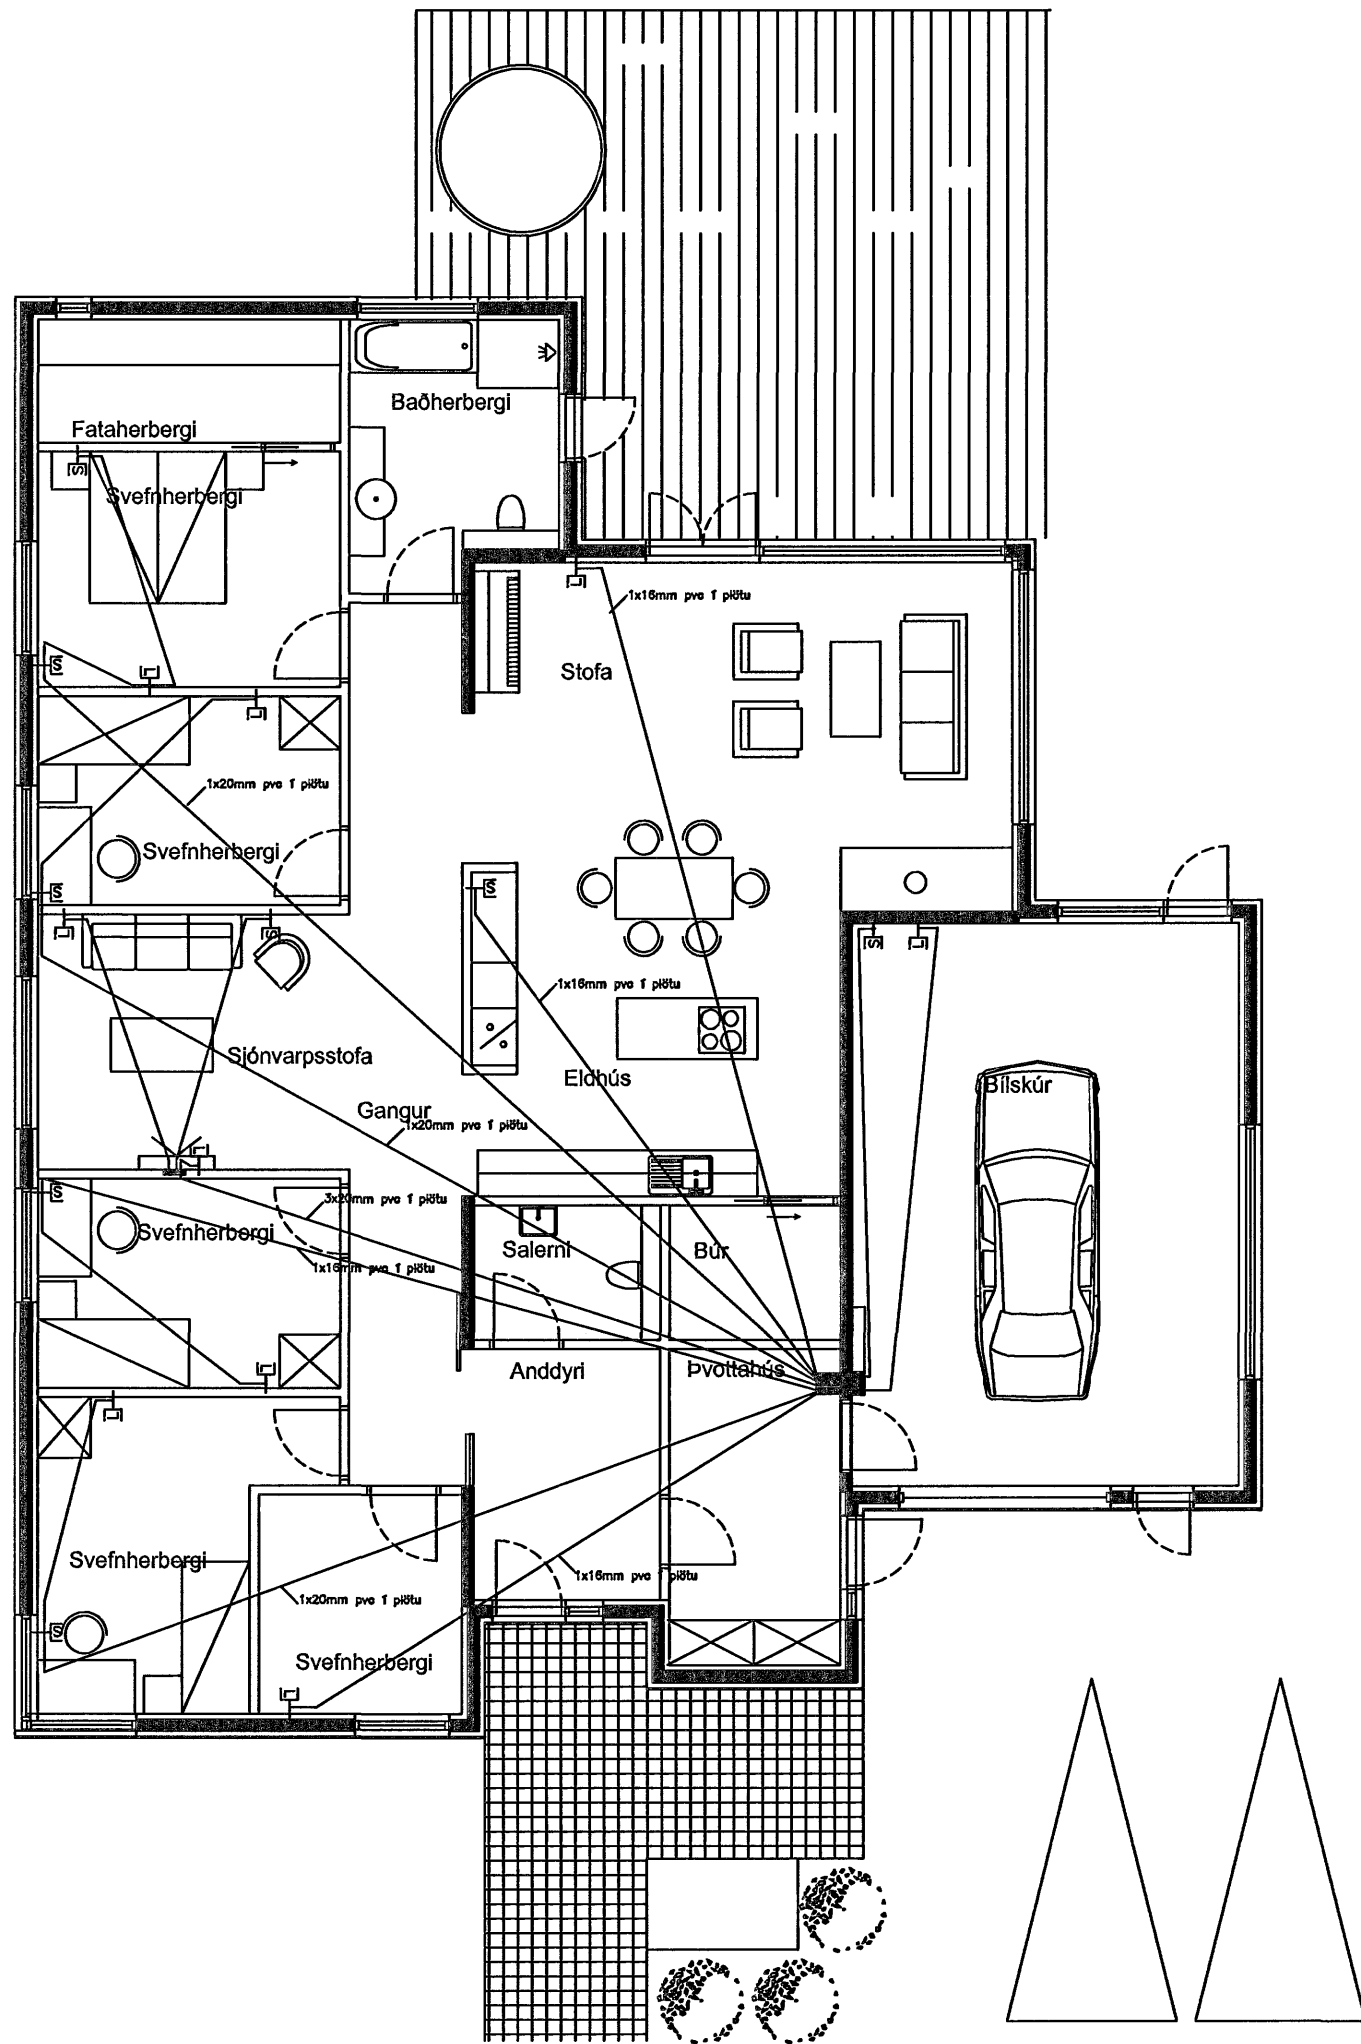 Baðherbergi
Fataherbergi
S
Svefnherbergi
L
1x16mm pvc í plötu
Stofa
S
L
L
1x20mm pvc í plötu
Svefnherbergi
S
S
L
S
S
L
1x16mm pvc í plötu
Sjónvarpsstofa
Eldhús
Bílskúr
Gangur
1x20mm pvc í plötu
L
S
3x20mm pvc í plötu
Svefnherbergi
Salerni
Búr
1x16mm pvc í plötu
Anddyri
Þvottahús
L
L
Svefnherbergi
1x16mm pvc í plötu
1x20mm pvc í plötu
S
Svefnherbergi
L